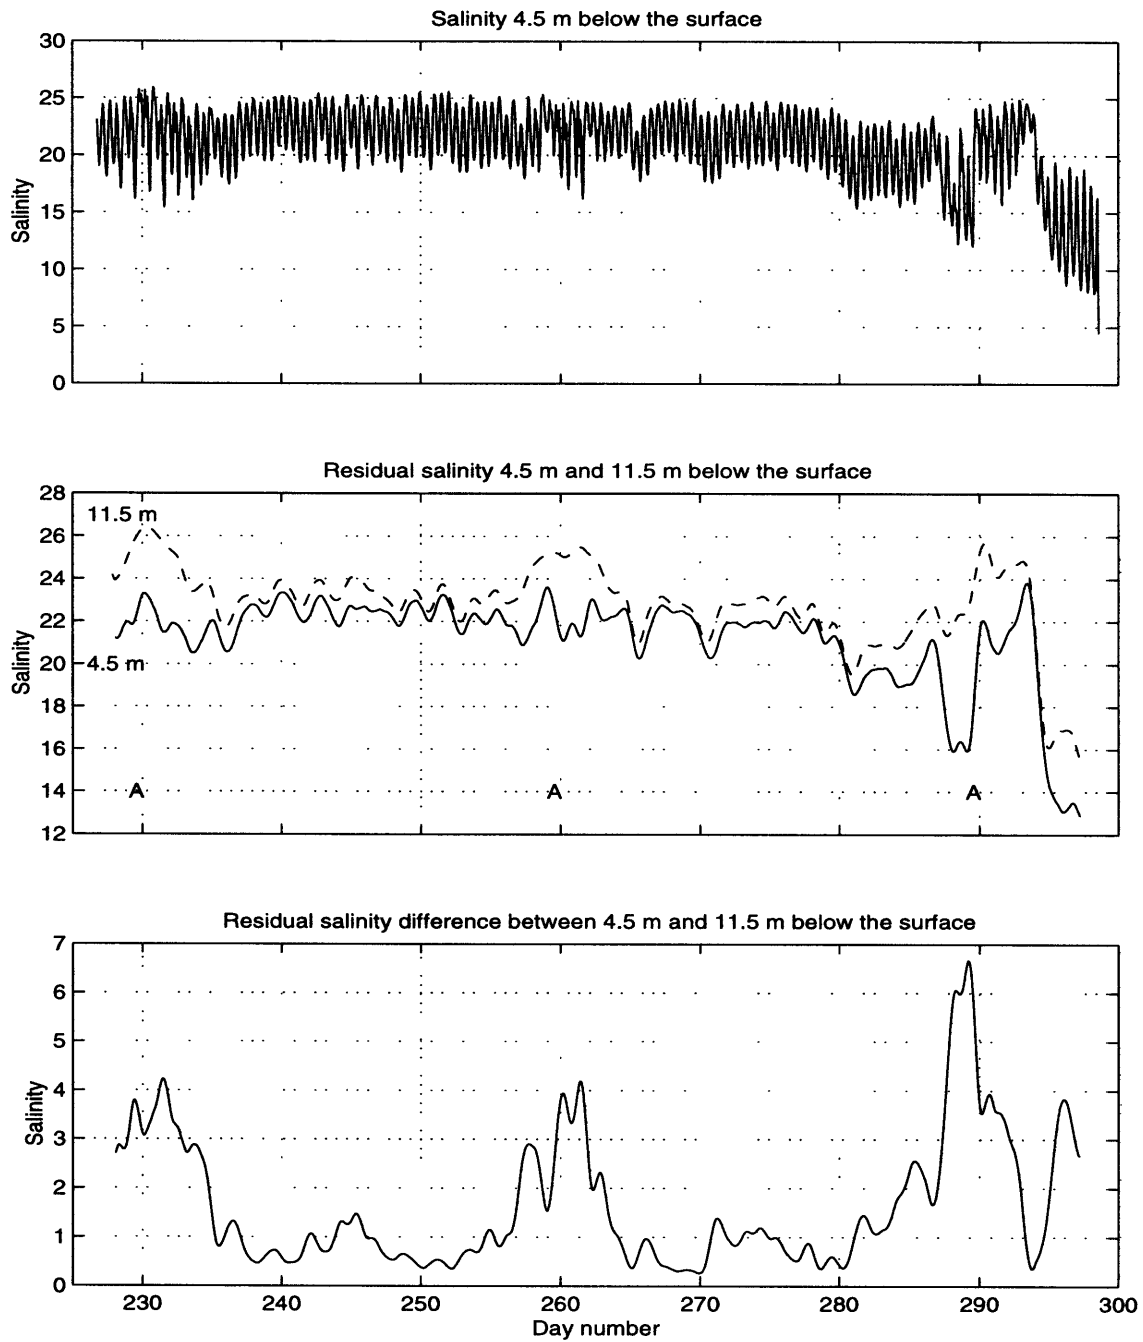 Salinity 4.5 m below the surface
30
25
20
15
10
5
0
Salinity
Residual salinity 4.5 m and 11.5 m below the surface
28
26
24
22
20
18
16
14
12
Salinity
11.5 m
4.5 m
A A A
Residual salinity difference between 4.5 m and 11.5 m below the surface
7
6
5
4
3
2
1
0
Salinity
230 240 250 260 270 280 290 300
Day number